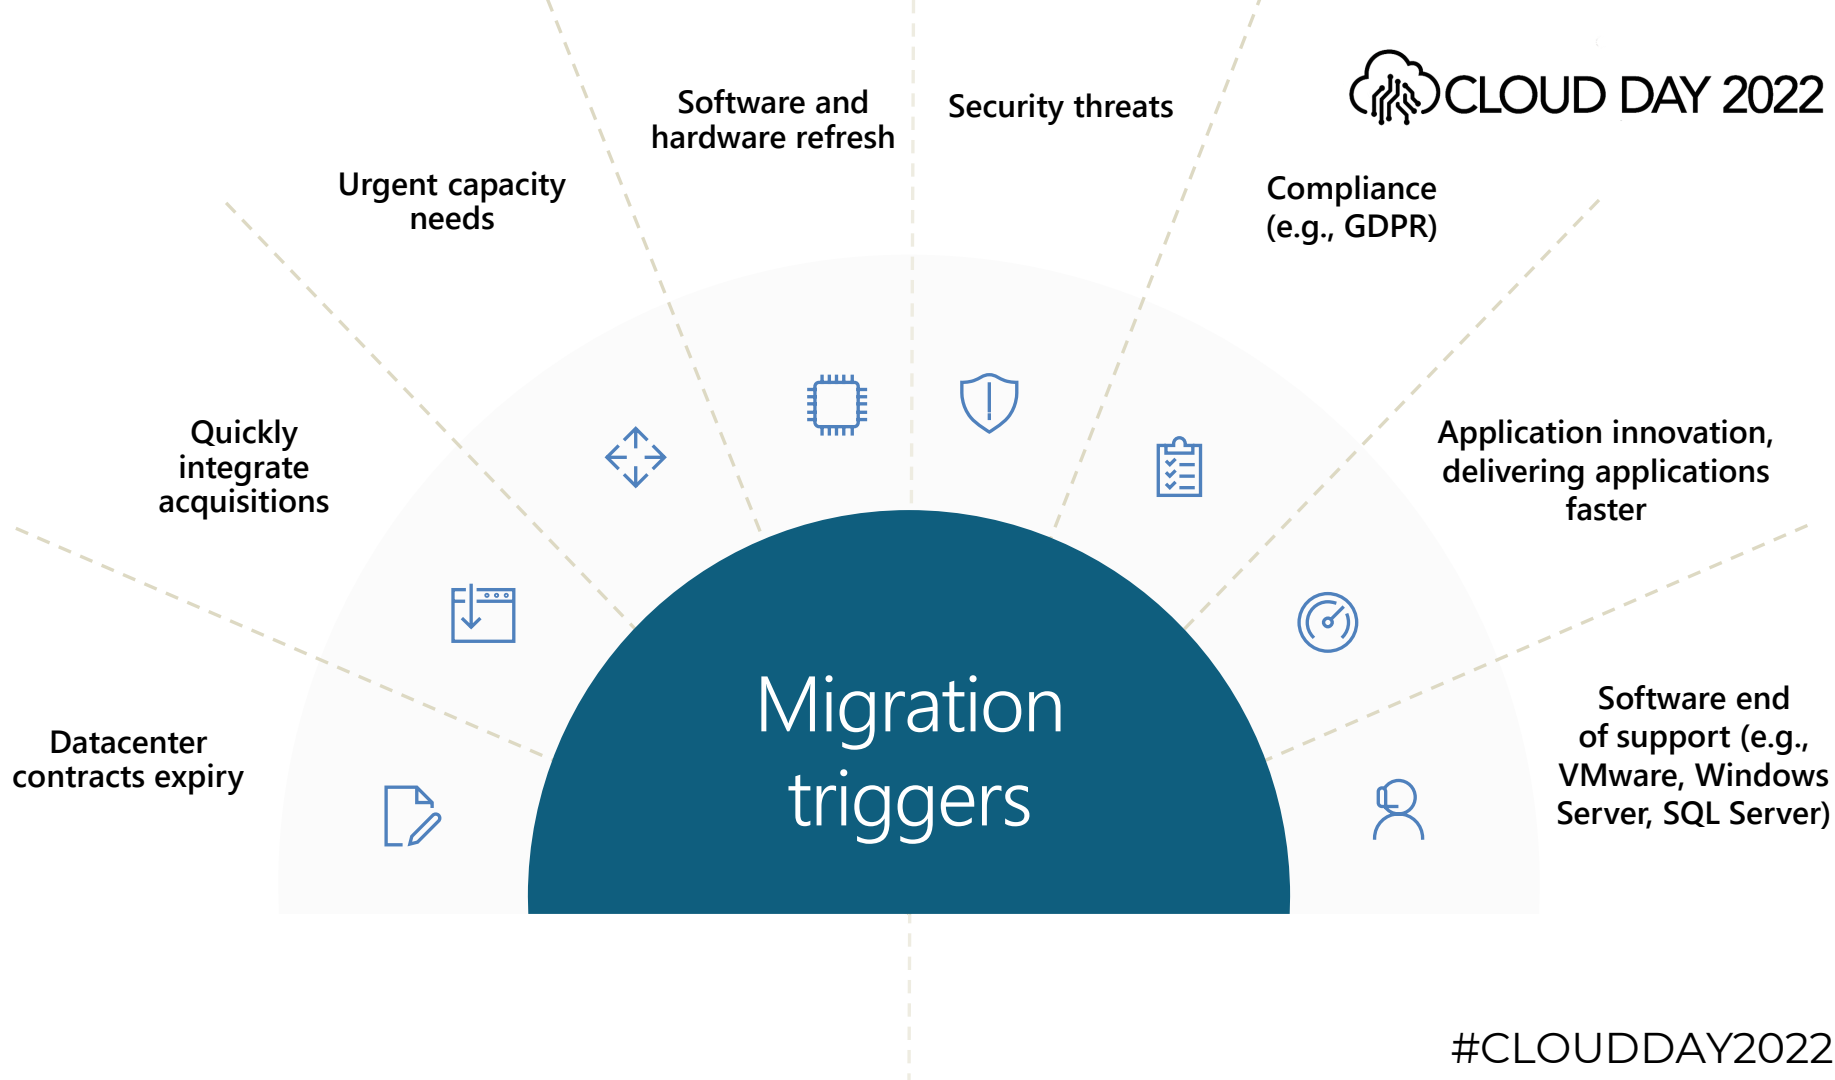 CLOUD DAY 2022
Software and
hardware refresh
Security threats
Urgent capacity
needs
Compliance
(e.g., GDPR)
Quickly
integrate
acquisitions
Application innovation,
delivering applications
faster
Datacenter
contracts expiry
Software end
of support (e.g.,
VMware, Windows
Server, SQL Server)
Migration
triggers
#CLOUDDAY2022